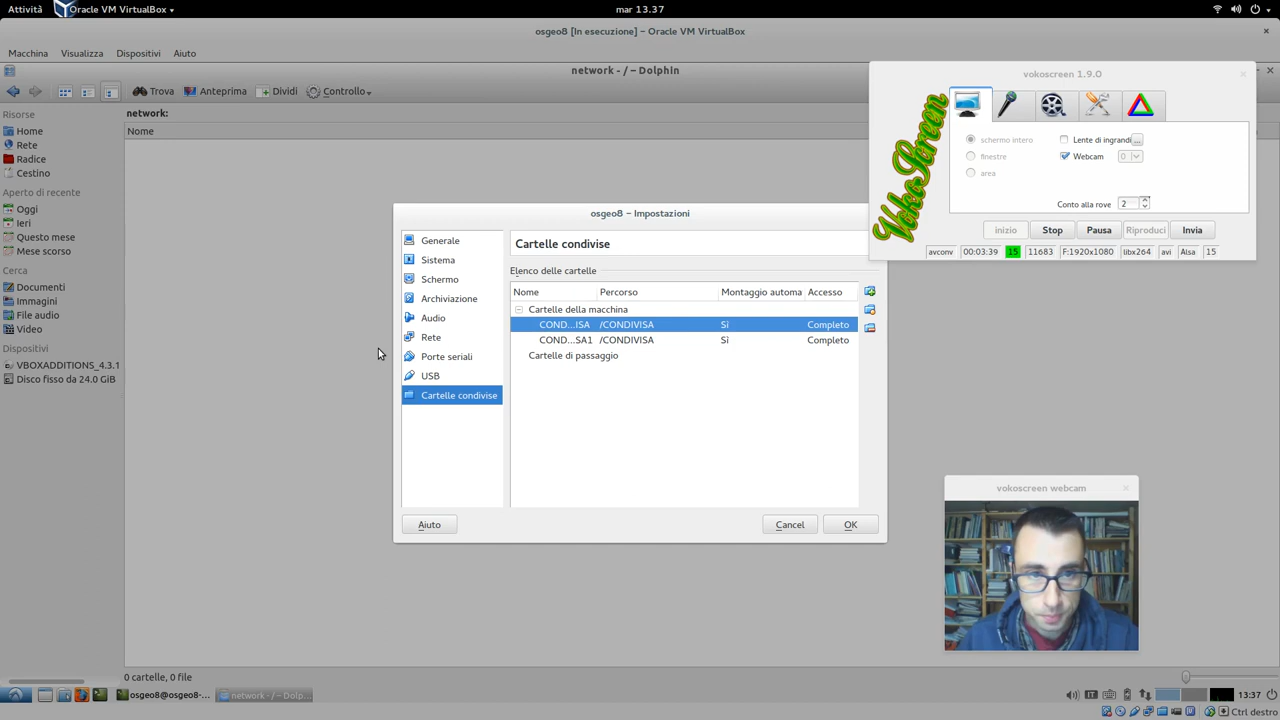 Attività
Oracle VM VirtualBox
mar 13.37
osgeo8 [In esecuzione] – Oracle VM VirtualBox
Macchina Visualizza Dispositivi Aiuto
network - / – Dolphin
Trova Anteprima Dividi Controllo
Risorse
Home
Rete
Radice
Cestino
Aperto di recente
Oggi
Ieri
Questo mese
Mese scorso
Cerca
Documenti
Immagini
File audio
Video
Dispositivi
VBOXADDITIONS_4.3.1
Disco fisso da 24.0 GiB
network:
Nome
osgeo8 – Impostazioni
Generale
Sistema
Schermo
Archiviazione
Audio
Rete
Porte seriali
USB
Cartelle condivise
Cartelle condivise
Elenco delle cartelle
Nome Percorso Montaggio automa Accesso
Cartelle della macchina
COND...ISA /CONDIVISA Sì Completo
COND...SA1 /CONDIVISA Sì Completo
Cartelle di passaggio
Aiuto Cancel OK
vokoscreen 1.9.0
VokoScreen
schermo intero
finestre
area
Lente di ingrandi ...
Webcam 0
Conto alla rove 2
inizio Stop Pausa Riproduci Invia
avconv 00:03:39 15 11683 F:1920x1080 libx264 avi Alsa 15
vokoscreen webcam
0 cartelle, 0 file
osgeo8@osgeo8-...
network – / – Dolp...
IT
13:37
Ctrl destro